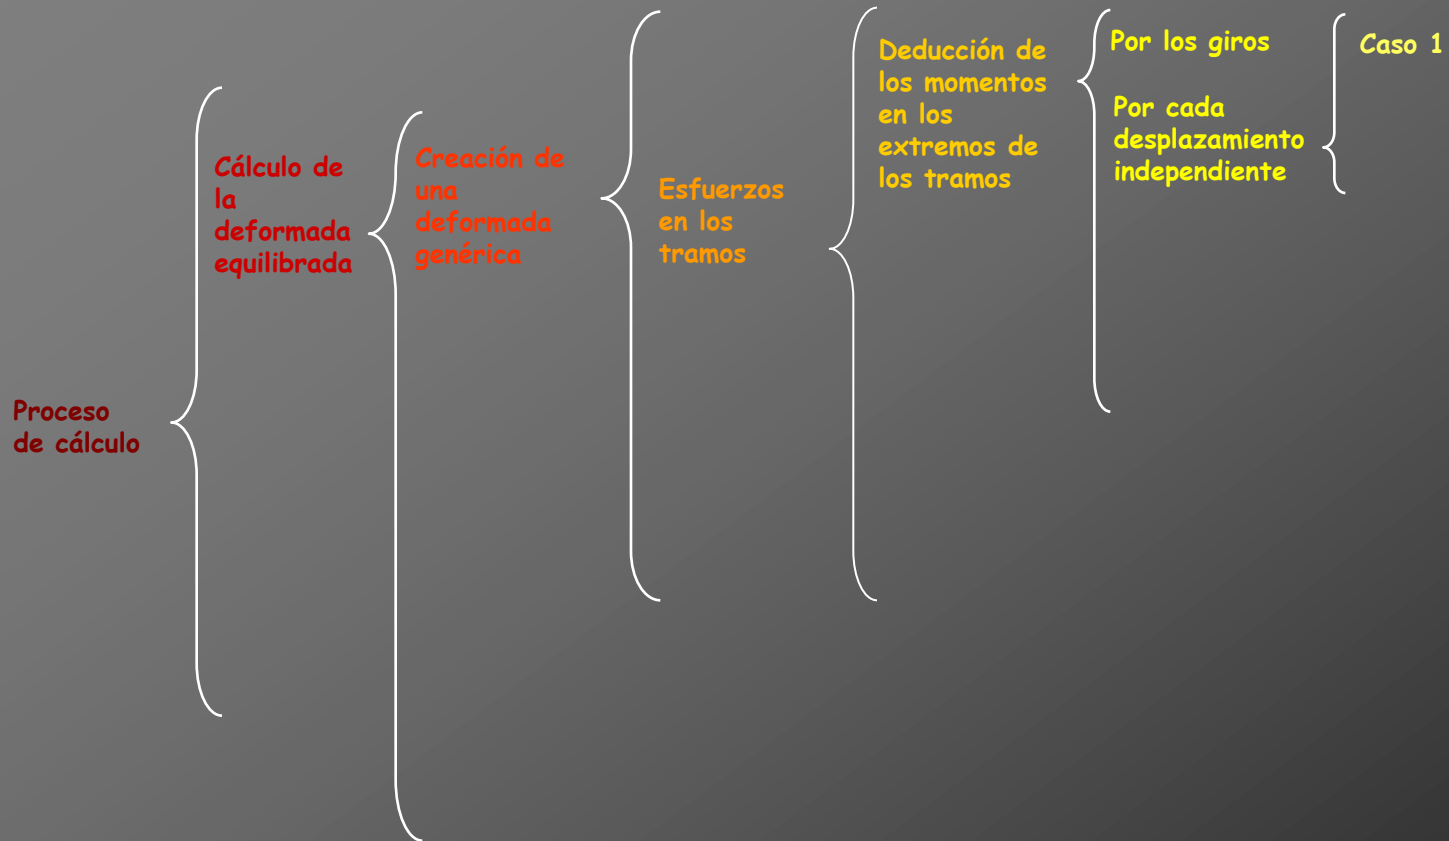 Proceso
de cálculo
Cálculo de
la
deformada
equilibrada
Creación de
una
deformada
genérica
Esfuerzos
en los
tramos
Deducción de
los momentos
en los
extremos de
los tramos
Por los giros
Por cada
desplazamiento
independiente
Caso 1